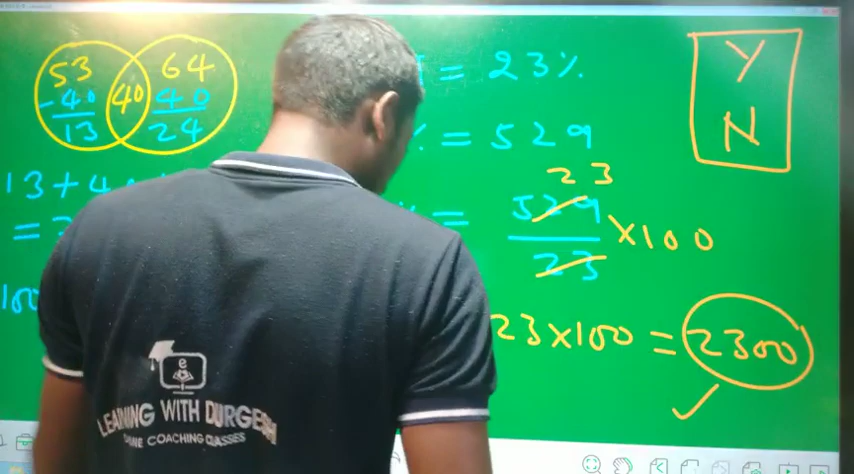 53 64
-40 40 40
13 24
13 + 4
=
100
= 23%
% = 529
23
529
23
×100
=
23×100 = 2300
Y
N
e
LEARNING WITH DURGESH
ONLINE COACHING CLASSES